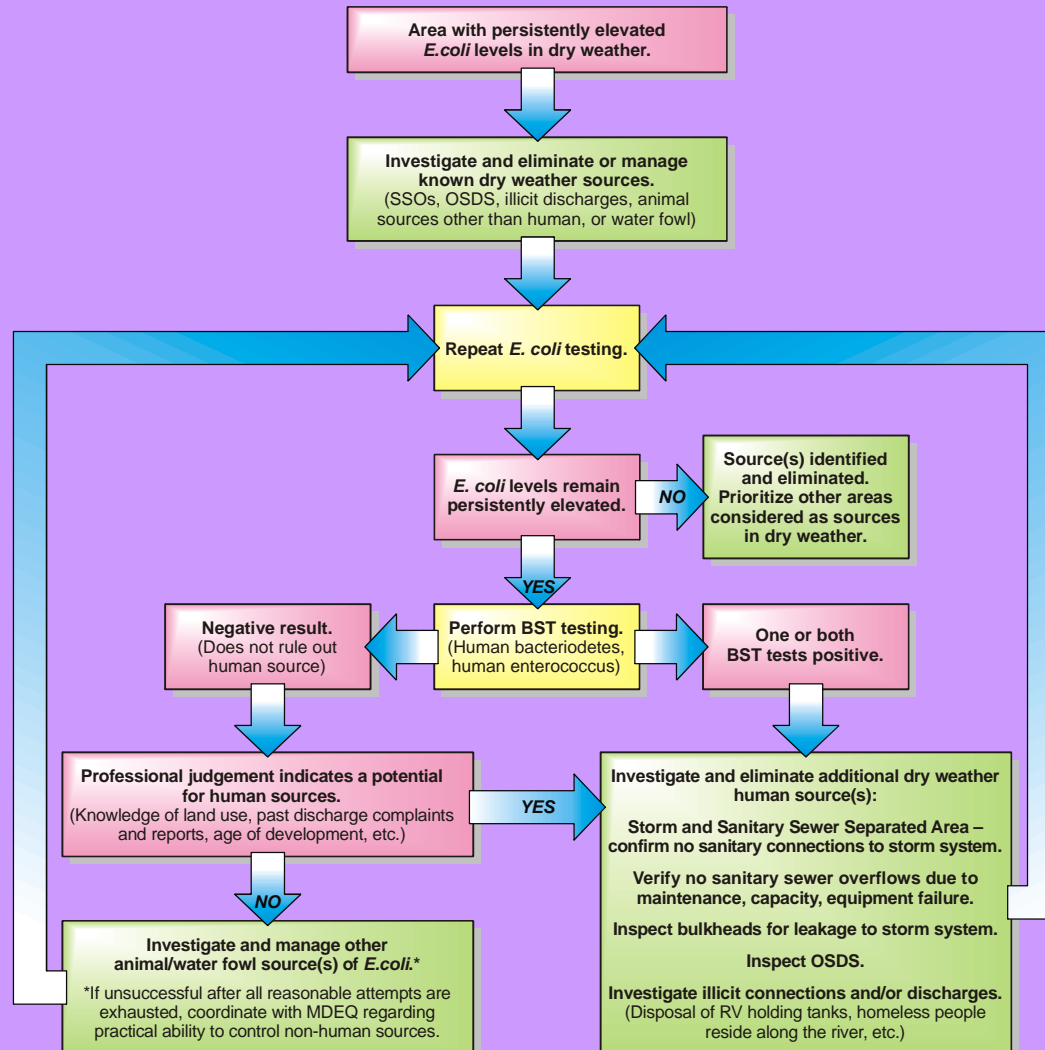 Area with persistently elevated
E.coli levels in dry weather.
Investigate and eliminate or manage
known dry weather sources.
(SSOs, OSDS, illicit discharges, animal
sources other than human, or water fowl)
Repeat E. coli testing.
E. coli levels remain
persistently elevated.
NO
Source(s) identified
and eliminated.
Prioritize other areas
considered as sources
in dry weather.
YES
Negative result.
(Does not rule out
human source)
Perform BST testing.
(Human bacteriodetes,
human enterococcus)
One or both
BST tests positive.
Professional judgement indicates a potential
for human sources.
(Knowledge of land use, past discharge complaints
and reports, age of development, etc.)
YES
NO
Investigate and manage other
animal/water fowl source(s) of E.coli.*
*If unsuccessful after all reasonable attempts are
exhausted, coordinate with MDEQ regarding
practical ability to control non-human sources.
Investigate and eliminate additional dry weather
human source(s):
Storm and Sanitary Sewer Separated Area –
confirm no sanitary connections to storm system.
Verify no sanitary sewer overflows due to
maintenance, capacity, equipment failure.
Inspect bulkheads for leakage to storm system.
Inspect OSDS.
Investigate illicit connections and/or discharges.
(Disposal of RV holding tanks, homeless people
reside along the river, etc.)